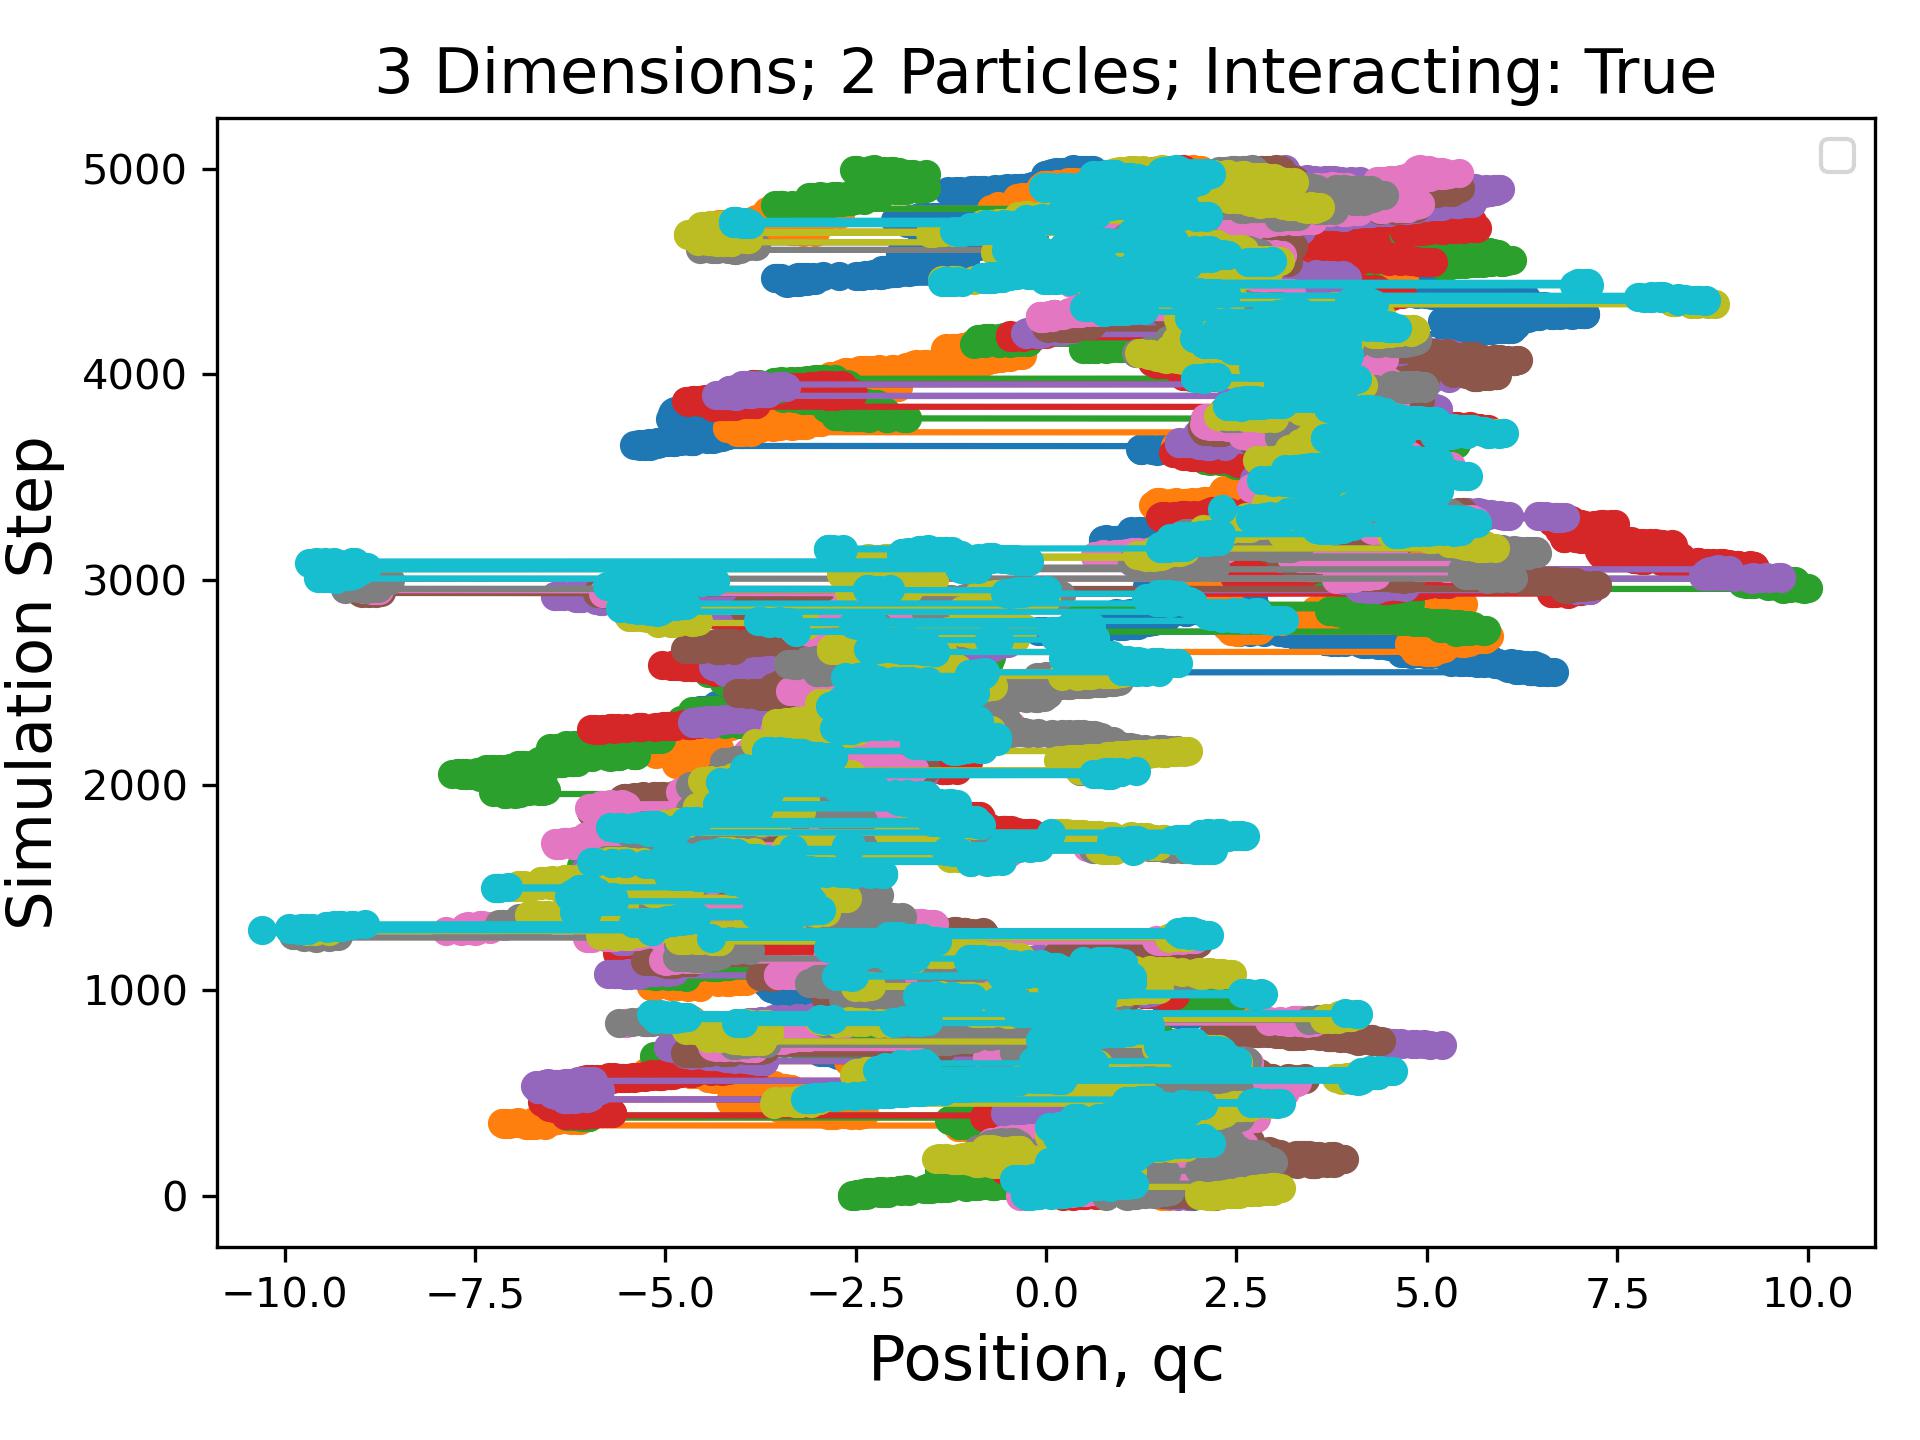 3 Dimensions; 2 Particles; Interacting: True
5000
4000
3000
2000
1000
0
Simulation Step
−10.0 −7.5 −5.0 −2.5 0.0 2.5 5.0 7.5 10.0
Position, qc